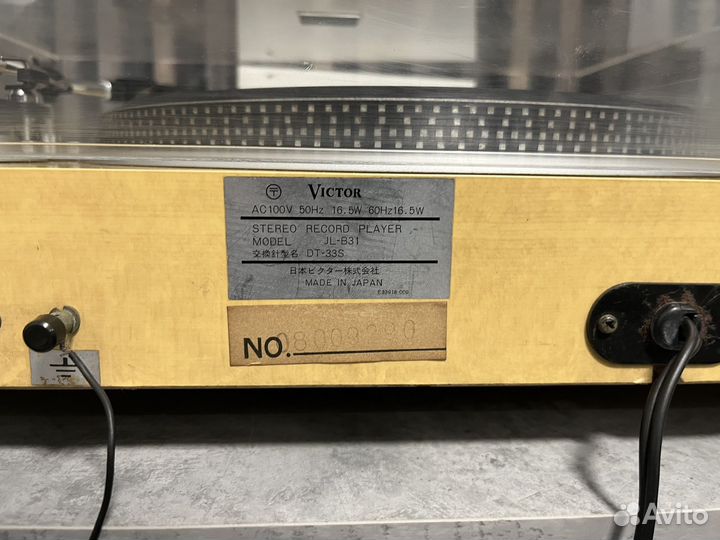 〒 VICTOR
AC100V 50Hz 16.5W 60Hz16.5W
STEREO RECORD PLAYER
MODEL JL-B31
交換針型名 DT-33S
日本ビクター株式会社
MADE IN JAPAN
NO.
Avito